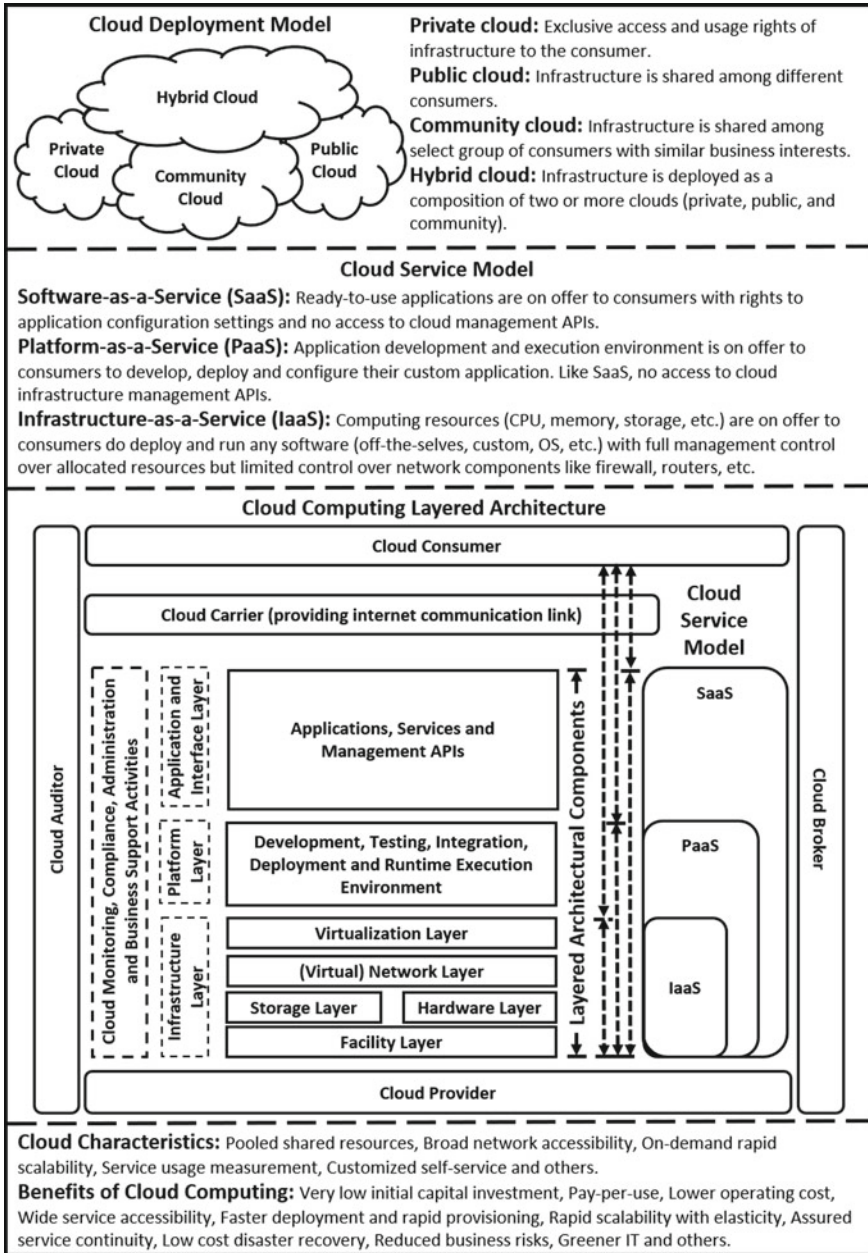 Cloud Deployment Model
Hybrid Cloud
Private
Cloud
Community
Cloud
Public
Cloud
Private cloud: Exclusive access and usage rights of
infrastructure to the consumer.
Public cloud: Infrastructure is shared among different
consumers.
Community cloud: Infrastructure is shared among
select group of consumers with similar business interests.
Hybrid cloud: Infrastructure is deployed as a
composition of two or more clouds (private, public, and
community).
Cloud Service Model
Software-as-a-Service (SaaS): Ready-to-use applications are on offer to consumers with rights to
application configuration settings and no access to cloud management APIs.
Platform-as-a-Service (PaaS): Application development and execution environment is on offer to
consumers to develop, deploy and configure their custom application. Like SaaS, no access to cloud
infrastructure management APIs.
Infrastructure-as-a-Service (IaaS): Computing resources (CPU, memory, storage, etc.) are on offer to
consumers do deploy and run any software (off-the-selves, custom, OS, etc.) with full management control
over allocated resources but limited control over network components like firewall, routers, etc.
Cloud Computing Layered Architecture
Cloud Auditor
Cloud Consumer
Cloud Carrier (providing internet communication link)
Cloud
Service
Model
Cloud Monitoring, Compliance, Administration
and Business Support Activities
Application and
Interface Layer
Applications, Services and
Management APIs
Platform
Layer
Development, Testing, Integration,
Deployment and Runtime Execution
Environment
Infrastructure
Layer
Virtualization Layer
(Virtual) Network Layer
Storage Layer
Hardware Layer
Facility Layer
Layered Architectural Components
SaaS
PaaS
IaaS
Cloud Broker
Cloud Provider
Cloud Characteristics: Pooled shared resources, Broad network accessibility, On-demand rapid
scalability, Service usage measurement, Customized self-service and others.
Benefits of Cloud Computing: Very low initial capital investment, Pay-per-use, Lower operating cost,
Wide service accessibility, Faster deployment and rapid provisioning, Rapid scalability with elasticity, Assured
service continuity, Low cost disaster recovery, Reduced business risks, Greener IT and others.